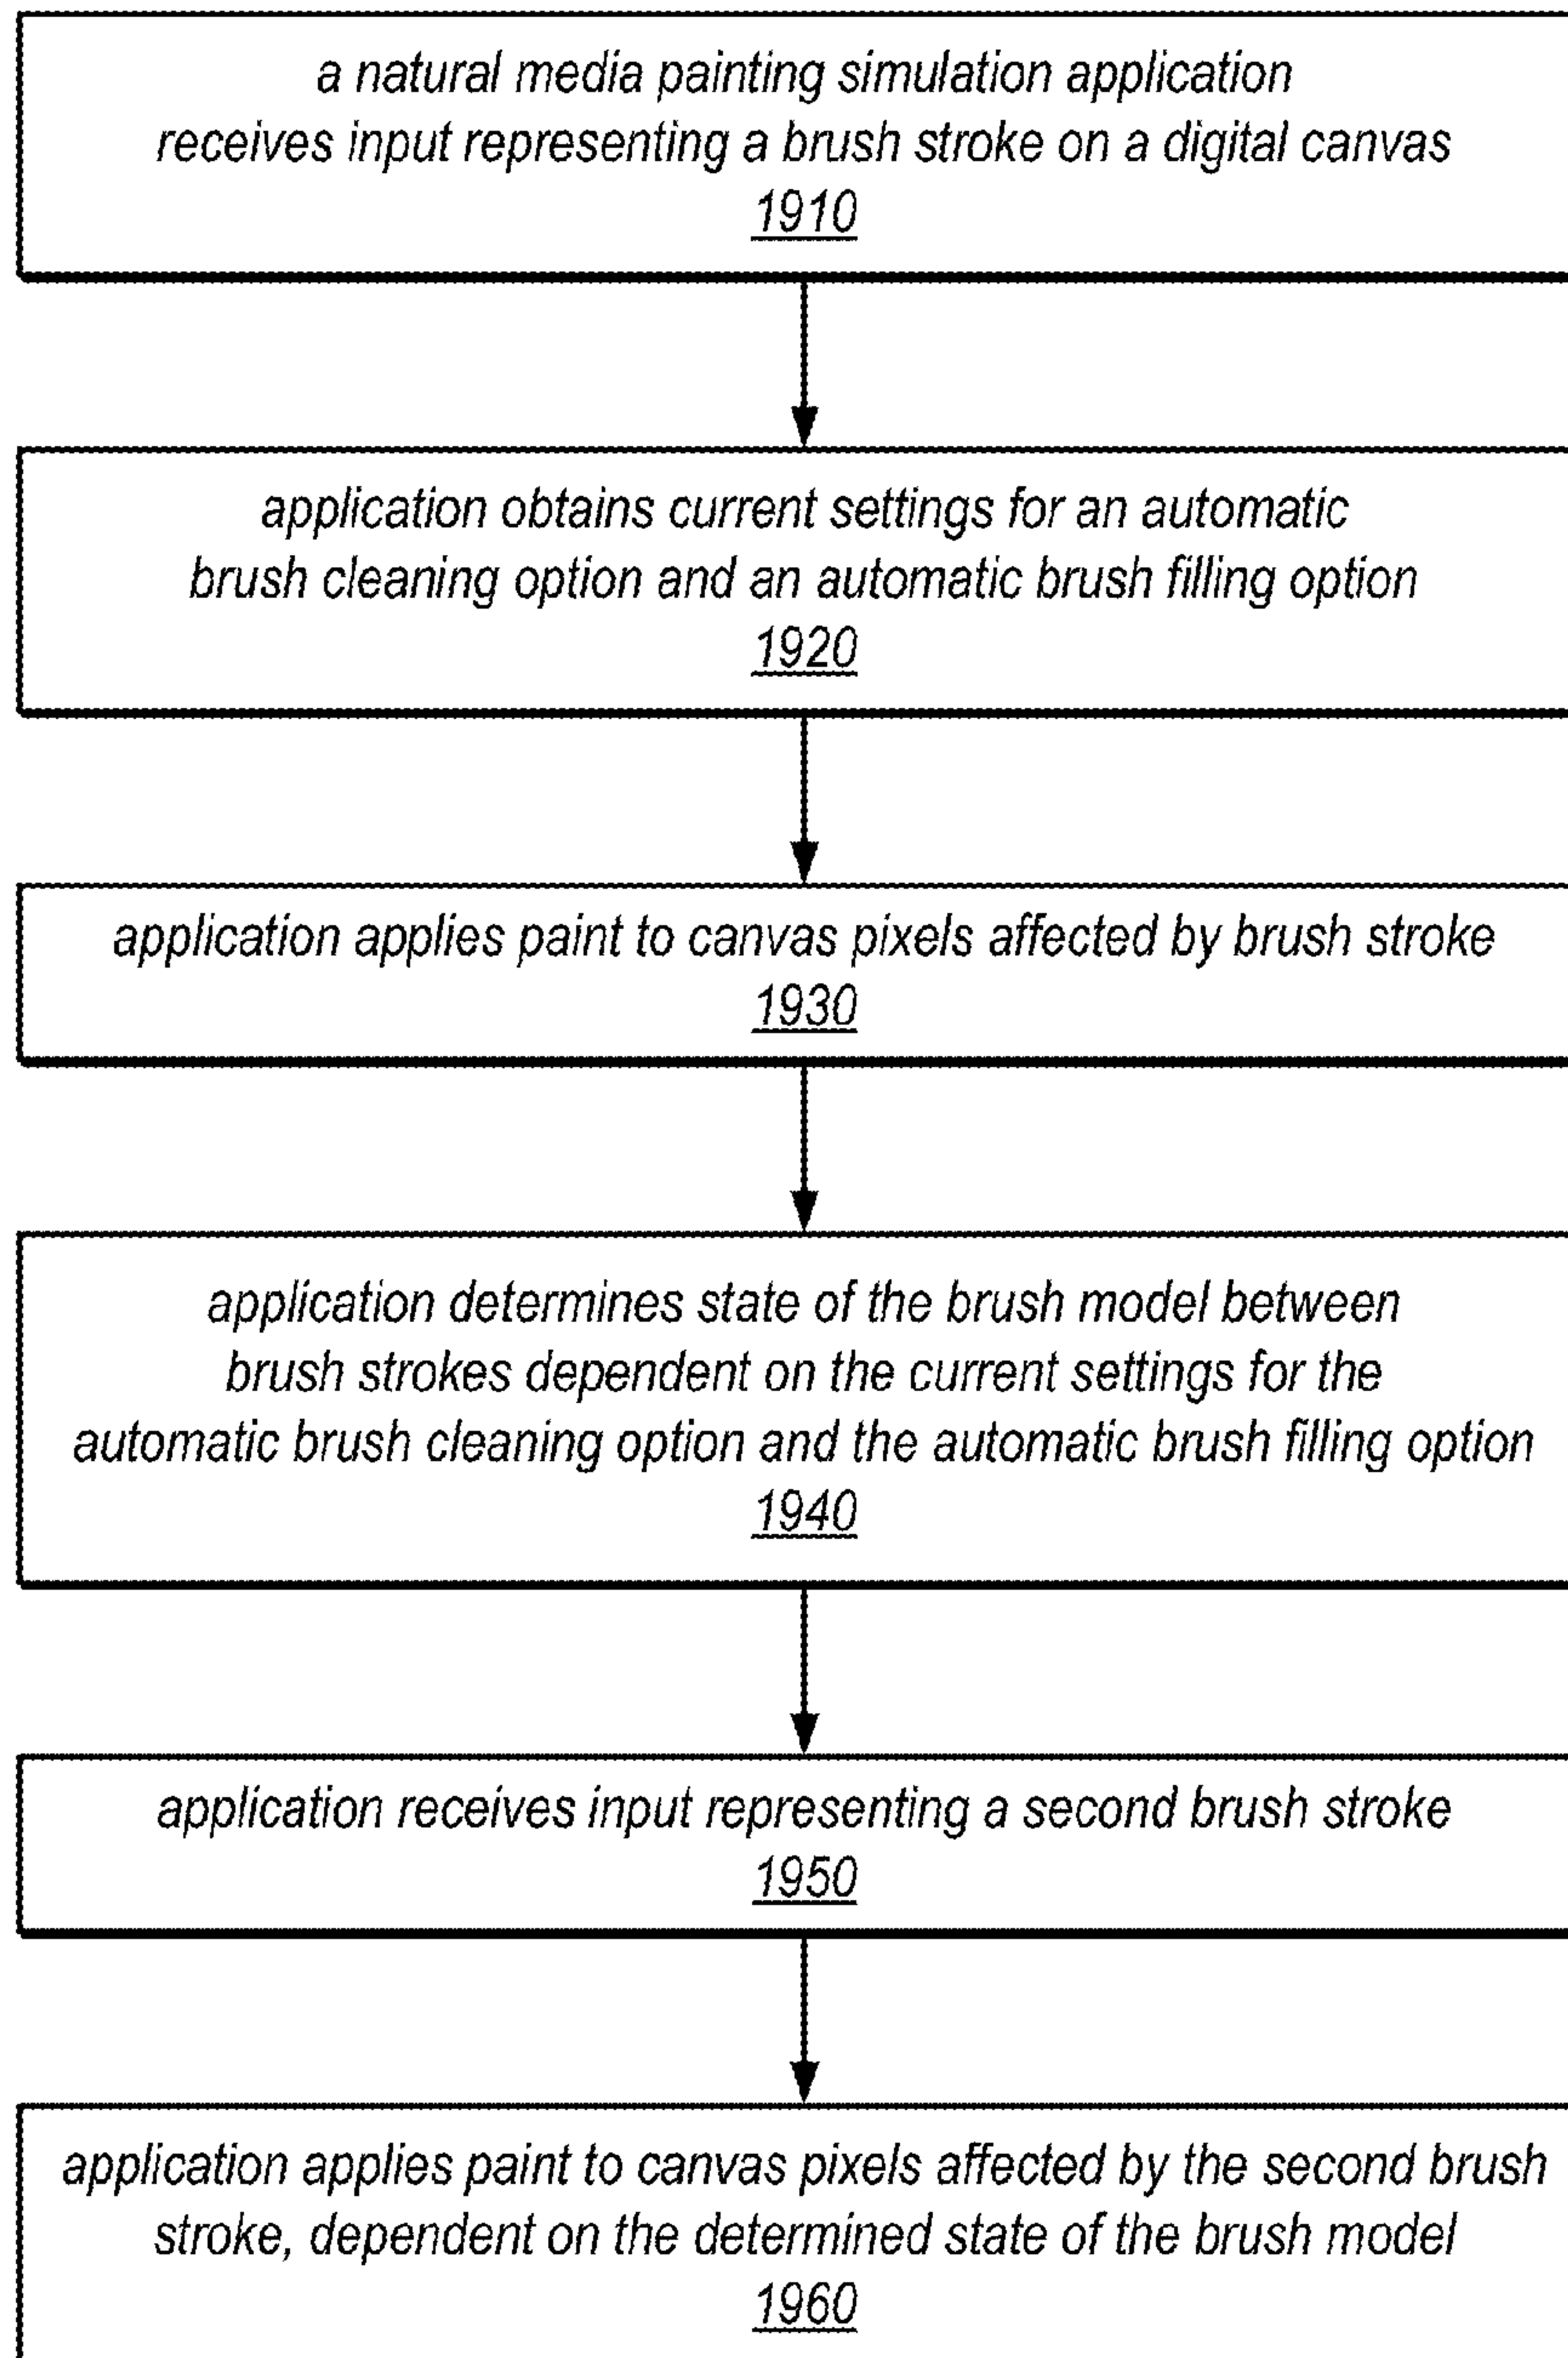 a natural media painting simulation application
receives input representing a brush stroke on a digital canvas
1910
application obtains current settings for an automatic
brush cleaning option and an automatic brush filling option
1920
application applies paint to canvas pixels affected by brush stroke
1930
application determines state of the brush model between
brush strokes dependent on the current settings for the
automatic brush cleaning option and the automatic brush filling option
1940
application receives input representing a second brush stroke
1950
application applies paint to canvas pixels affected by the second brush
stroke, dependent on the determined state of the brush model
1960